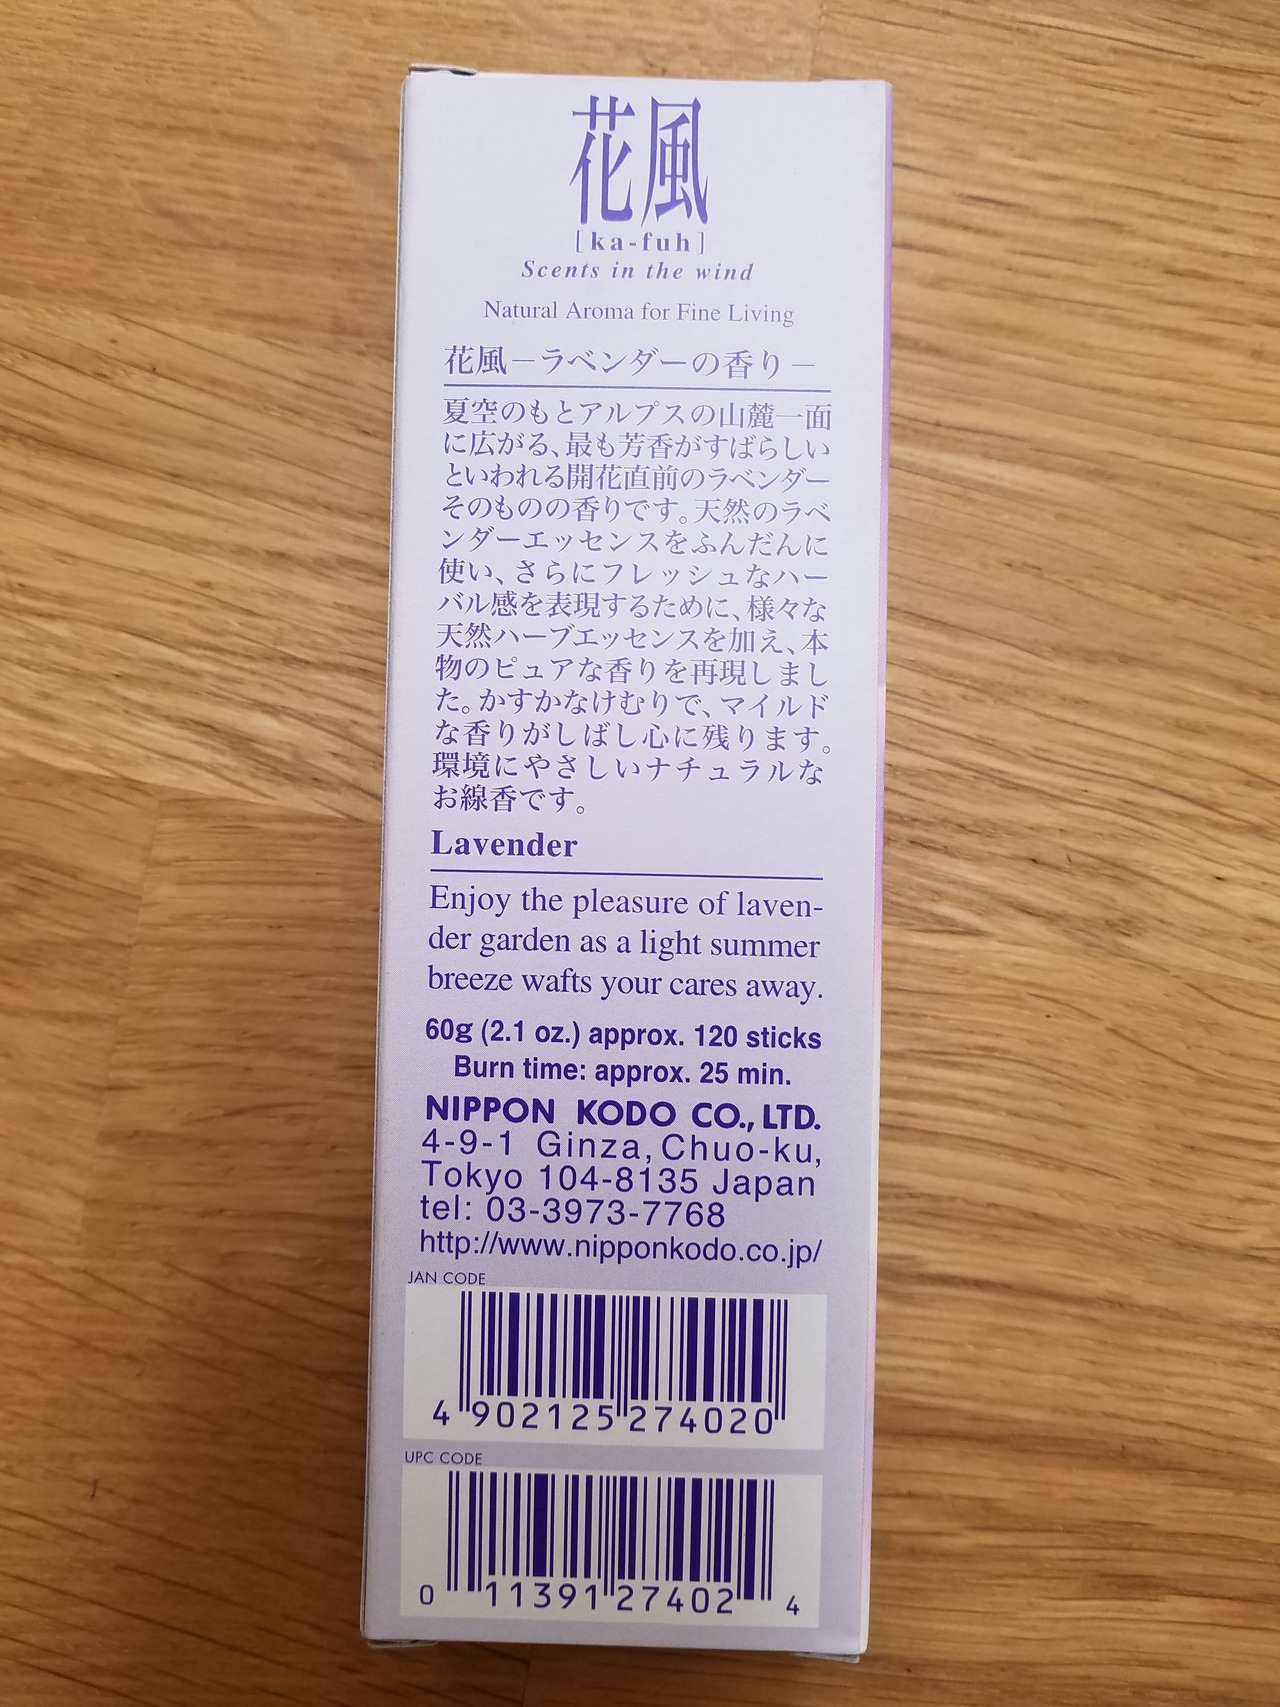 花風
[ka-fuh]
Scents in the wind
Natural Aroma for Fine Living
花風－ラベンダーの香り－
夏空のもとアルプスの山麓一面
に広がる、最も芳香がすばらしい
といわれる開花直前のラベンダー
そのものの香りです。天然のラベ
ンダーエッセンスをふんだんに
使い、さらにフレッシュなハー
バル感を表現するために、様々な
天然ハーブエッセンスを加え、本
物のピュアな香りを再現しまし
た。かすかなけむりで、マイルド
な香りがしばし心に残ります。
環境にやさしいナチュラルな
お線香です。
Lavender
Enjoy the pleasure of laven-
der garden as a light summer
breeze wafts your cares away.
60g (2.1 oz.) approx. 120 sticks
Burn time: approx. 25 min.
NIPPON KODO CO., LTD.
4-9-1 Ginza, Chuo-ku,
Tokyo 104-8135 Japan
tel: 03-3973-7768
http://www.nipponkodo.co.jp/
JAN CODE
4 902125 274020
UPC CODE
0 11391 27402 4